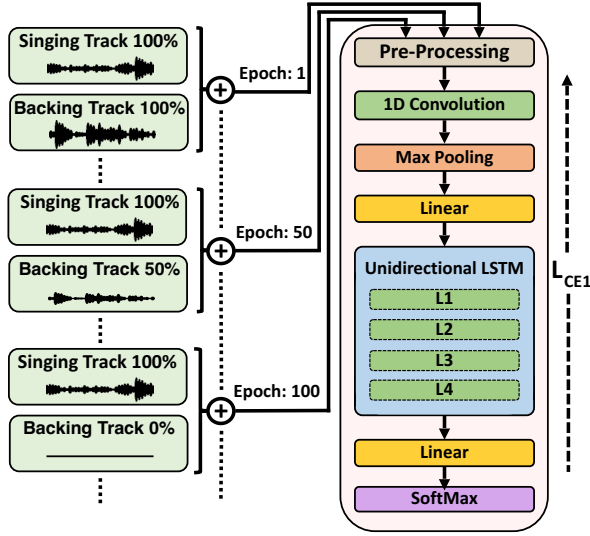 Singing Track 100%
Backing Track 100%
Epoch: 1
Singing Track 100%
Backing Track 50%
Epoch: 50
Singing Track 100%
Backing Track 0%
Epoch: 100
Pre-Processing
1D Convolution
Max Pooling
Linear
Unidirectional LSTM
L1
L2
L3
L4
Linear
SoftMax
LCE1